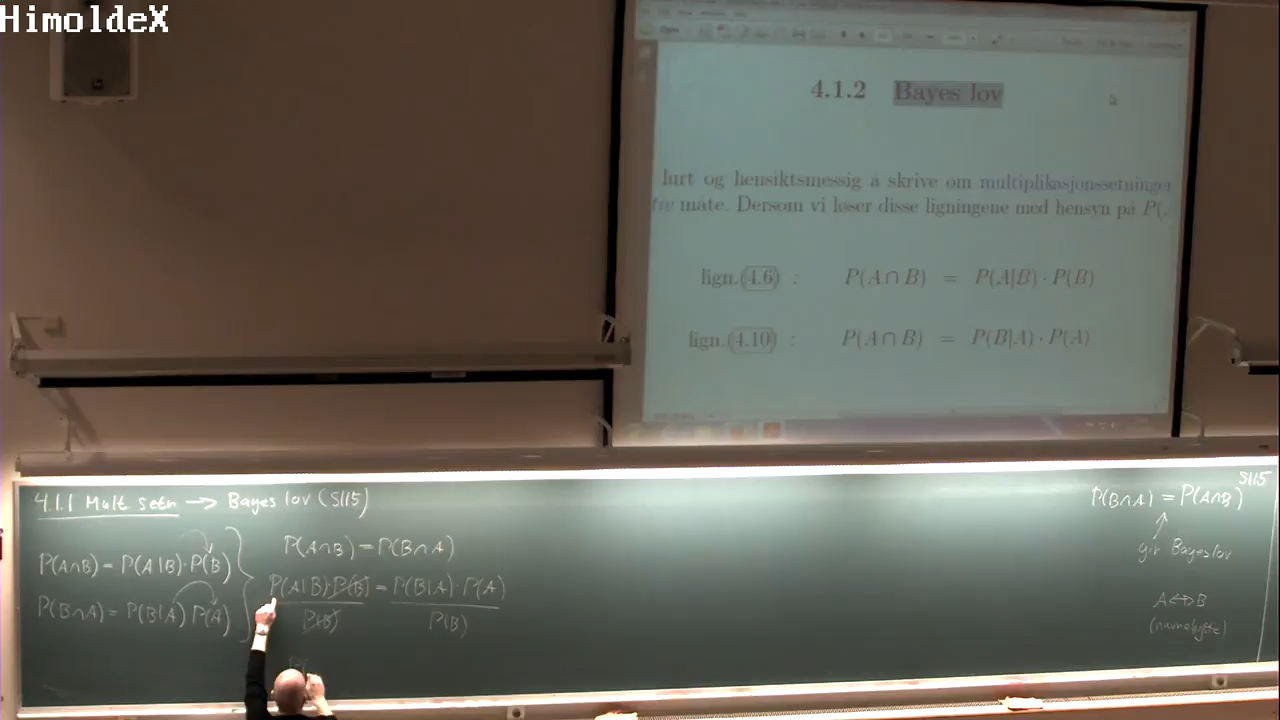 HimoldeX
4.1.2 Bayes lov
lurt og hensiktsmessig å skrive om multiplikasjonssetninger
tiv måte. Dersom vi løser disse ligningene med hensyn på P(
lign.(4.6) : P(A∩B) = P(A|B)·P(B)
lign.(4.10) : P(A∩B) = P(B|A)·P(A)
4.1.1 Mult setn → Bayes lov (S115)
P(A∩B) = P(A|B)·P(B)
P(B∩A) = P(B|A) P(A)
P(A∩B) = P(B∩A)
P(A|B)·P(B) = P(B|A)·P(A)
P(B) P(B)
S115
P(B∩A) = P(A∩B)
gir Bayes lov
A↔B
(navnebytte)